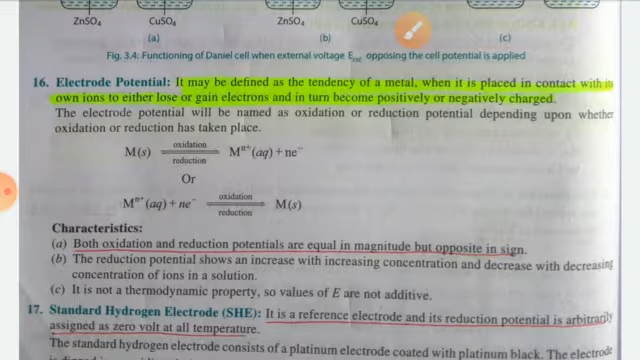 ZnSO₄ CuSO₄ ZnSO₄ CuSO₄
(a) (b) (c)
Fig. 3.4: Functioning of Daniel cell when external voltage Eext opposing the cell potential is applied
16. Electrode Potential: It may be defined as the tendency of a metal, when it is placed in contact with its
own ions to either lose or gain electrons and in turn become positively or negatively charged.
The electrode potential will be named as oxidation or reduction potential depending upon whether
oxidation or reduction has taken place.
oxidation
M(s) ⇌ Mⁿ⁺(aq) + ne⁻
reduction
Or
oxidation
Mⁿ⁺(aq) + ne⁻ ⇌ M(s)
reduction
Characteristics:
(a) Both oxidation and reduction potentials are equal in magnitude but opposite in sign.
(b) The reduction potential shows an increase with increasing concentration and decrease with decreasing
concentration of ions in a solution.
(c) It is not a thermodynamic property, so values of E are not additive.
17. Standard Hydrogen Electrode (SHE): It is a reference electrode and its reduction potential is arbitrarily
assigned as zero volt at all temperature.
The standard hydrogen electrode consists of a platinum electrode coated with platinum black. The electrode